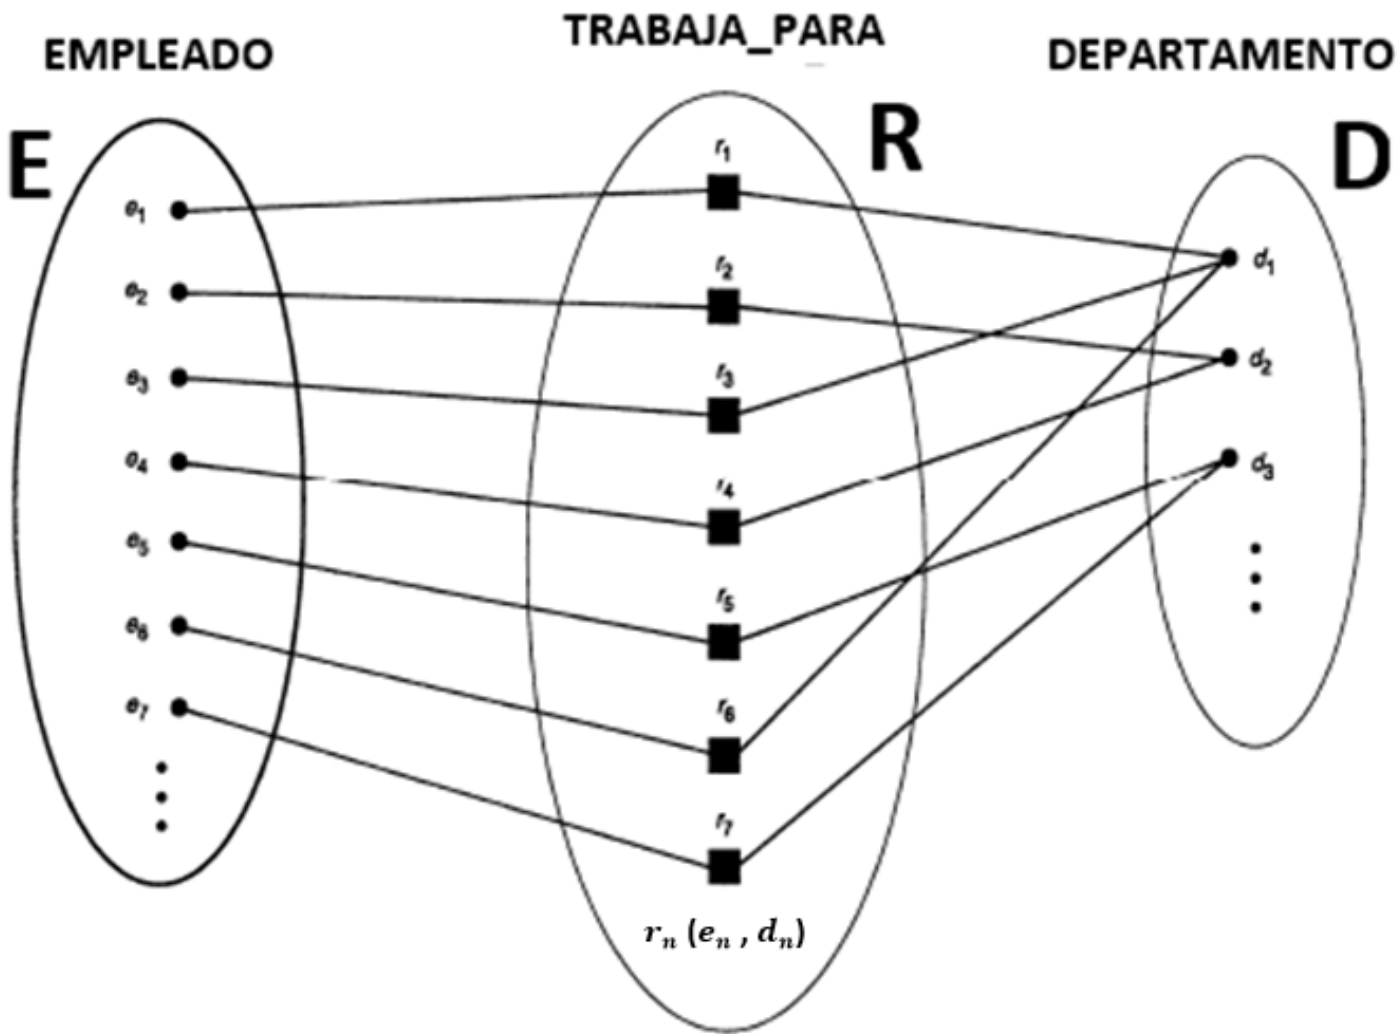 TRABAJA_PARA
EMPLEADO
DEPARTAMENTO
E
R
D
r1
e1
d1
r2
e2
r3
d2
e3
r4
d3
e4
r5
e5
r6
e6
r7
e7
rn (en , dn)